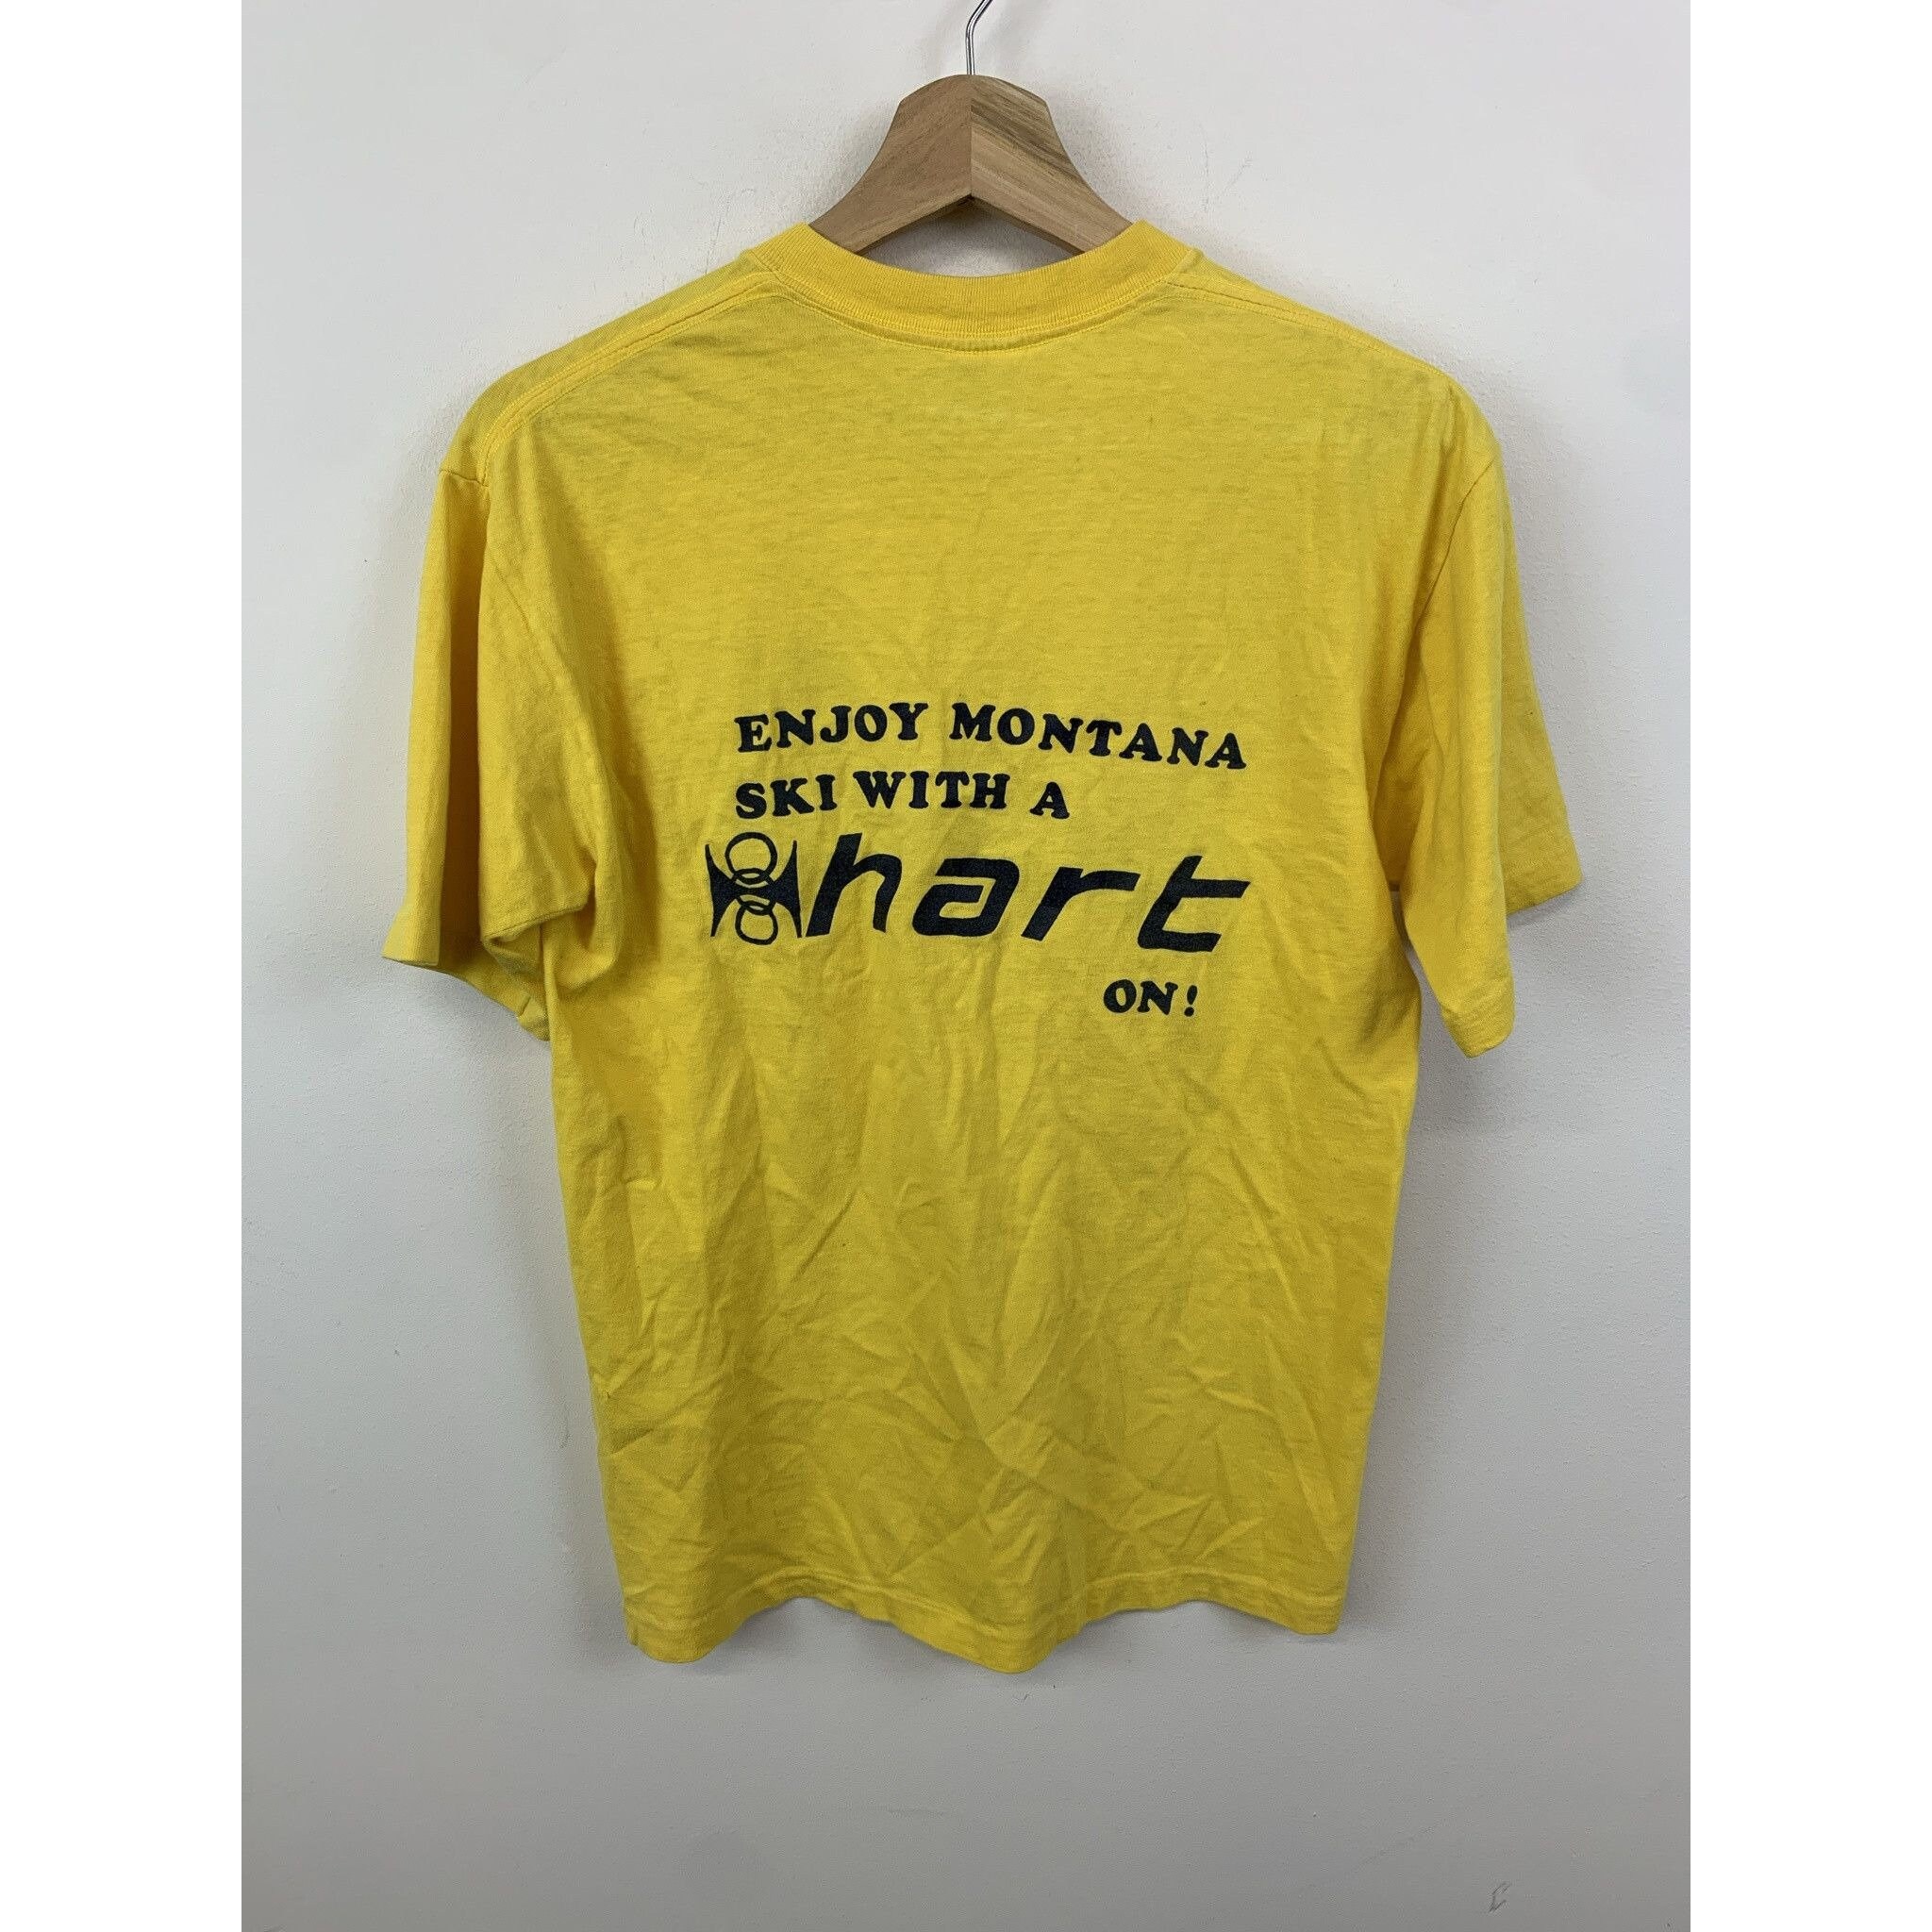 ENJOY MONTANA
SKI WITH A
hart
ON!